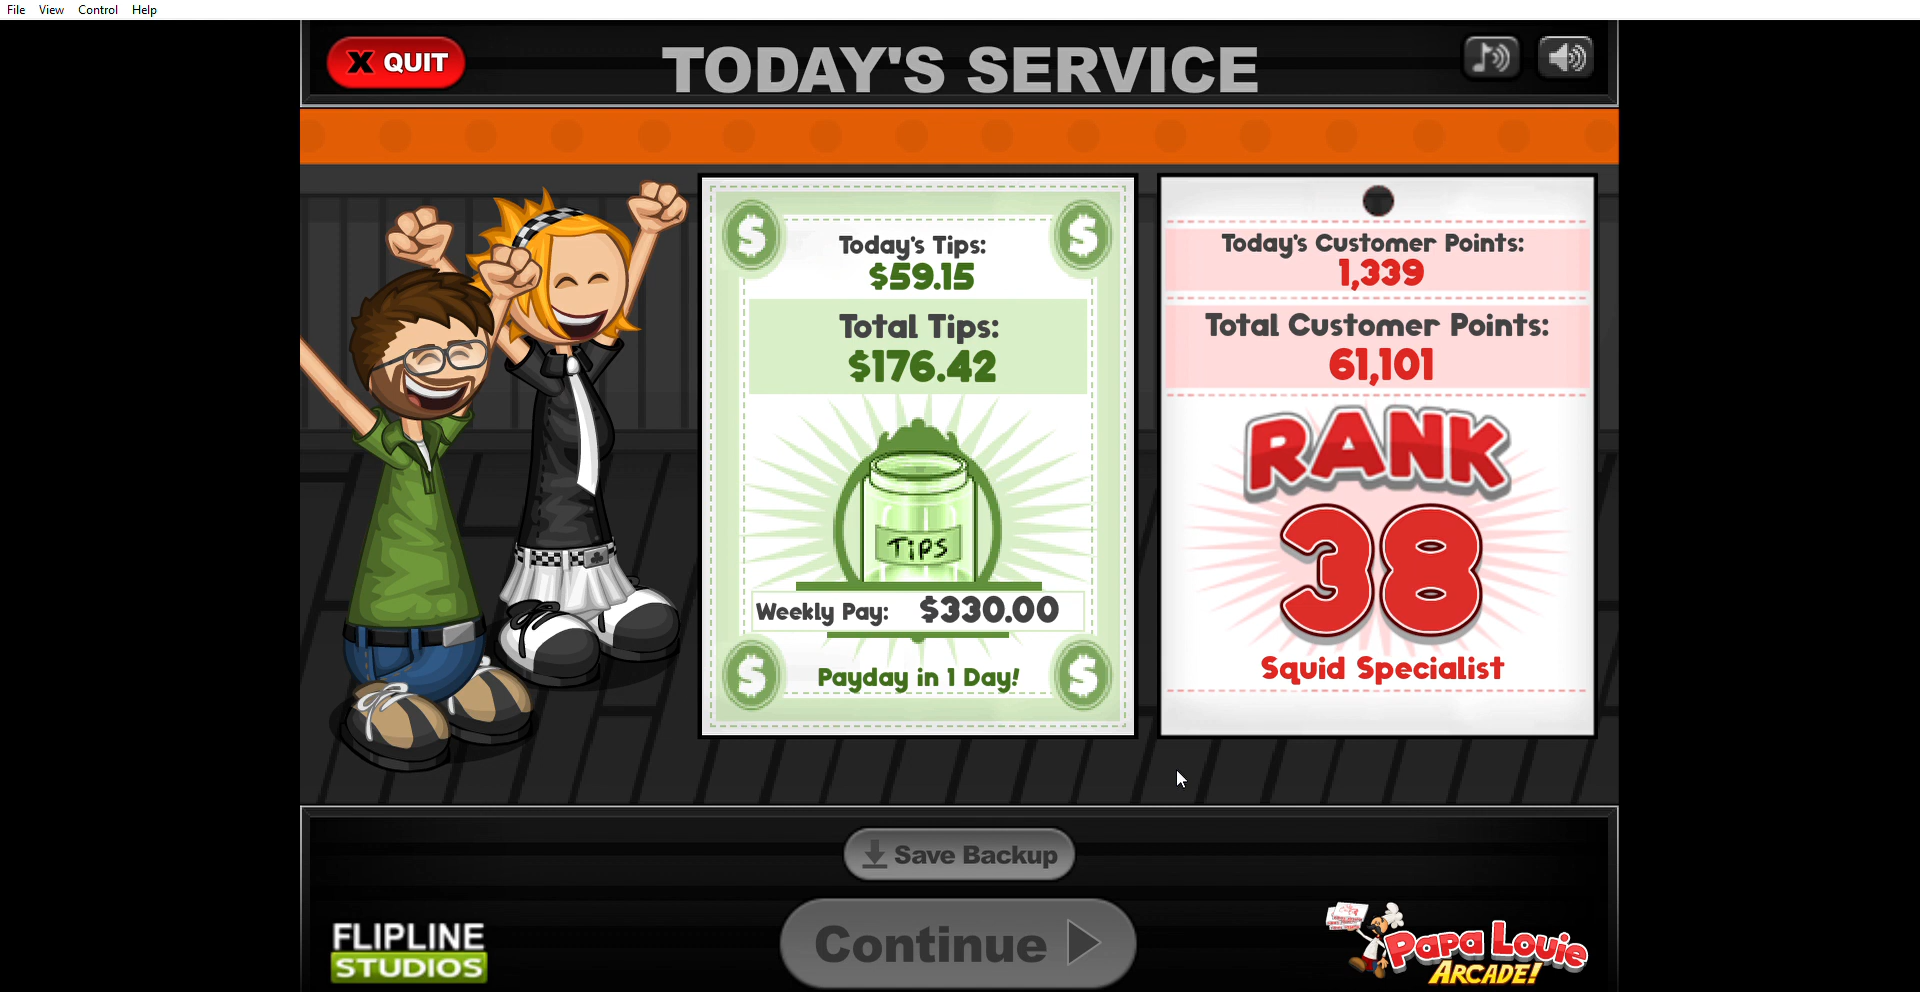 File View Control Help
X QUIT
TODAY'S SERVICE
$ $
Today's Tips:
$59.15
Total Tips:
$176.42
TIPS
Weekly Pay: $330.00
$ $
Payday in 1 Day!
Today's Customer Points:
1,339
Total Customer Points:
61,101
RANK
38
Squid Specialist
Save Backup
Continue
FLIPLINE
STUDIOS
Papa Louie
ARCADE!